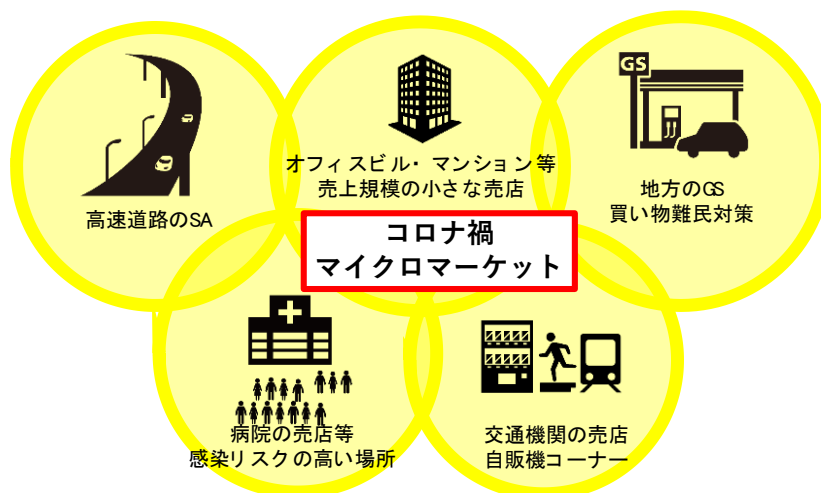 高速道路のSA
オフィスビル・マンション等
売上規模の小さな売店
GS
地方のGS
買い物難民対策
コロナ禍
マイクロマーケット
病院の売店等
感染リスクの高い場所
交通機関の売店
自販機コーナー